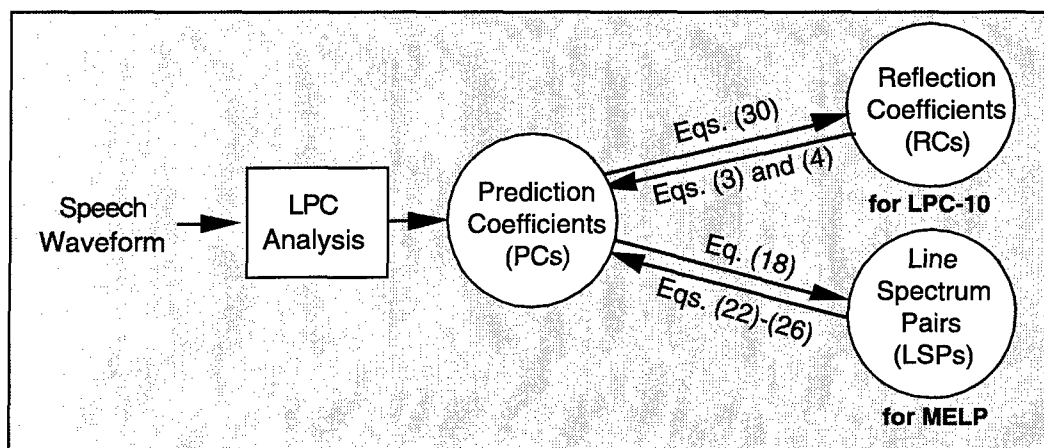 Speech
Waveform
LPC
Analysis
Prediction
Coefficients
(PCs)
Eqs. (30)
Eqs. (3) and (4)
Reflection
Coefficients
(RCs)
for LPC-10
Eq. (18)
Eqs. (22)-(26)
Line
Spectrum
Pairs
(LSPs)
for MELP